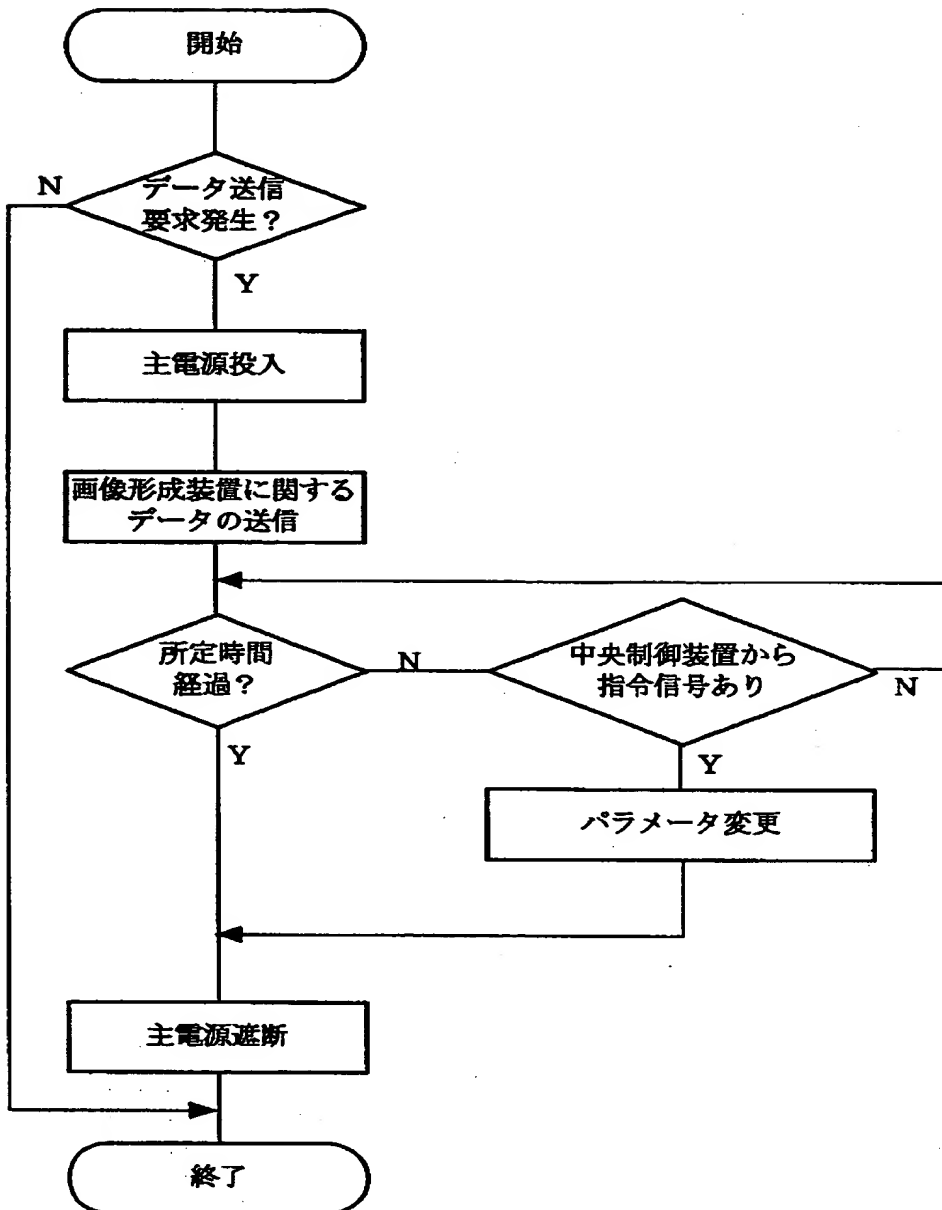 開始
N
データ送信
要求発生？
Y
主電源投入
画像形成装置に関する
データの送信
所定時間
経過？
N
中央制御装置から
指令信号あり
N
Y
Y
パラメータ変更
主電源遮断
終了